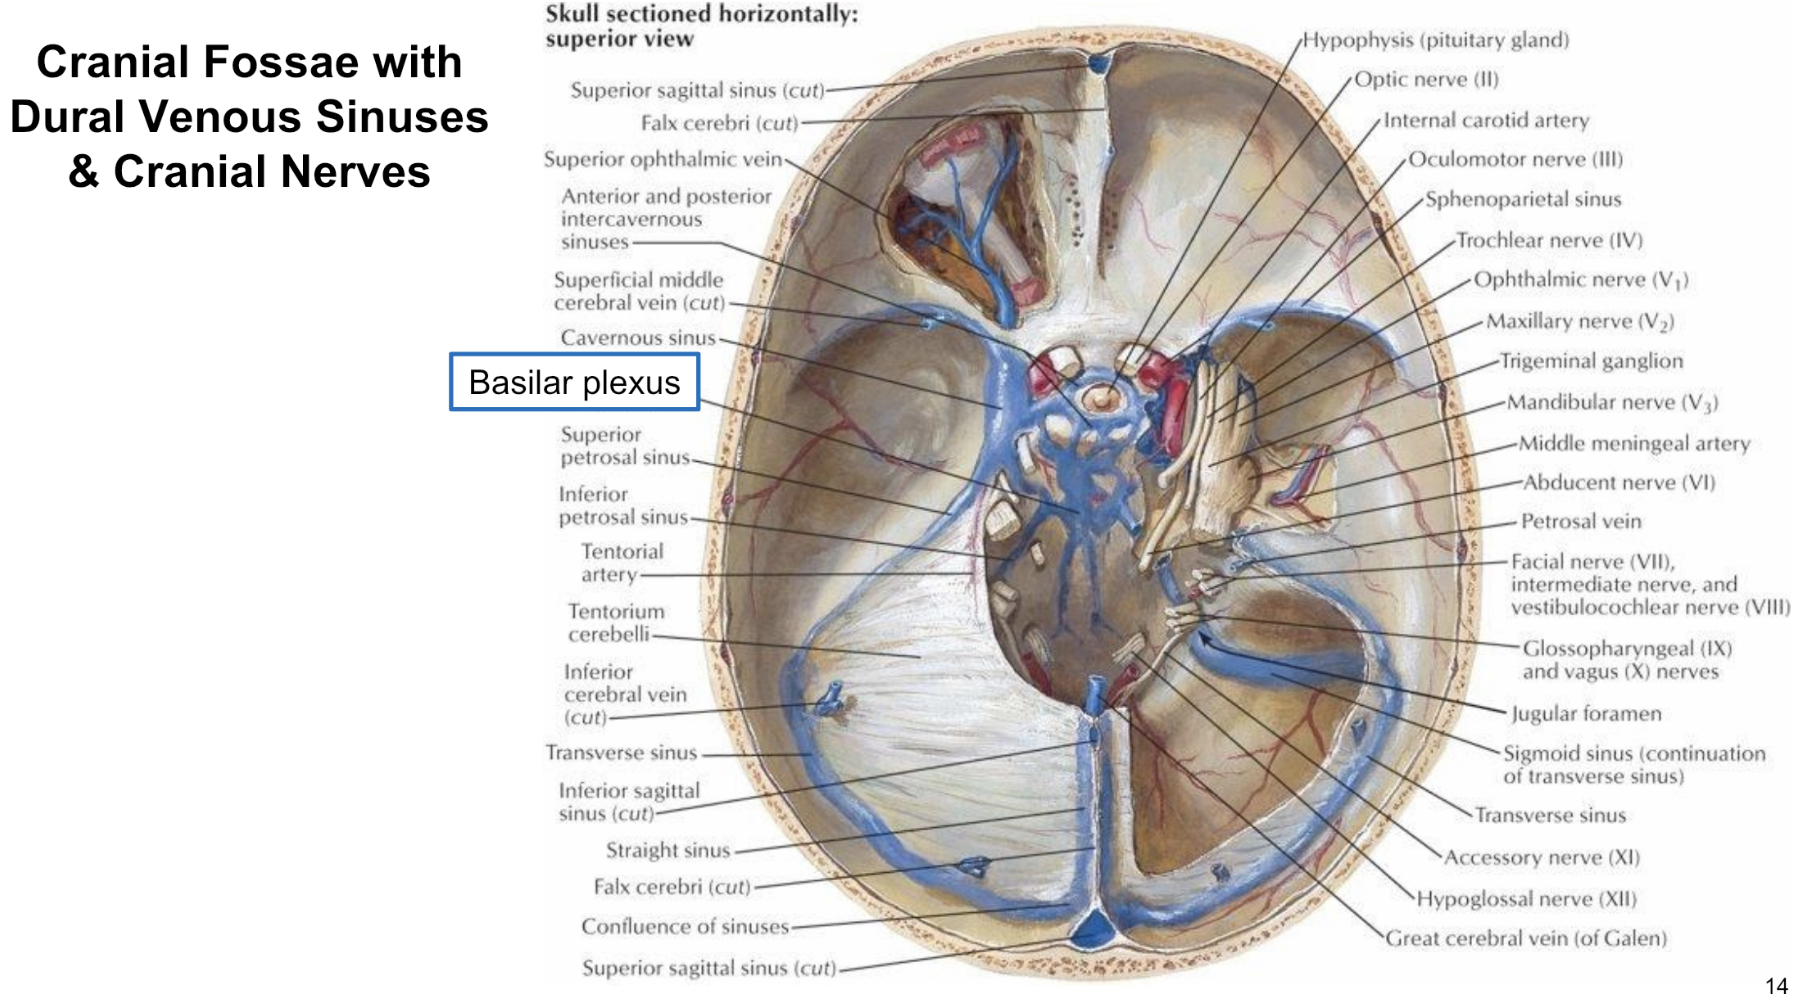 Cranial Fossae with
Dural Venous Sinuses
& Cranial Nerves
Skull sectioned horizontally:
superior view
Superior sagittal sinus (cut)
Falx cerebri (cut)
Superior ophthalmic vein
Anterior and posterior
intercavernous
sinuses
Superficial middle
cerebral vein (cut)
Cavernous sinus
Basilar plexus
Superior
petrosal sinus
Inferior
petrosal sinus
Tentorial
artery
Tentorium
cerebelli
Inferior
cerebral vein
(cut)
Transverse sinus
Inferior sagittal
sinus (cut)
Straight sinus
Falx cerebri (cut)
Confluence of sinuses
Superior sagittal sinus (cut)
Hypophysis (pituitary gland)
Optic nerve (II)
Internal carotid artery
Oculomotor nerve (III)
Sphenoparietal sinus
Trochlear nerve (IV)
Ophthalmic nerve (V₁)
Maxillary nerve (V₂)
Trigeminal ganglion
Mandibular nerve (V₃)
Middle meningeal artery
Abducent nerve (VI)
Petrosal vein
Facial nerve (VII),
intermediate nerve, and
vestibulocochlear nerve (VIII)
Glossopharyngeal (IX)
and vagus (X) nerves
Jugular foramen
Sigmoid sinus (continuation
of transverse sinus)
Transverse sinus
Accessory nerve (XI)
Hypoglossal nerve (XII)
Great cerebral vein (of Galen)
14